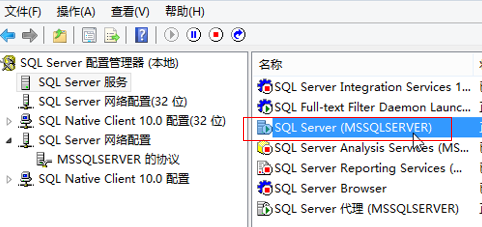 文件(F) 操作(A) 查看(V) 帮助(H)
SQL Server 配置管理器 (本地)
SQL Server 服务
SQL Server 网络配置(32 位)
SQL Native Client 10.0 配置(32 位)
SQL Server 网络配置
MSSQLSERVER 的协议
SQL Native Client 10.0 配置
名称
SQL Server Integration Services 1...
SQL Full-text Filter Daemon Launc...
SQL Server (MSSQLSERVER)
SQL Server Analysis Services (MS...
SQL Server Reporting Services (...
SQL Server Browser
SQL Server 代理 (MSSQLSERVER)